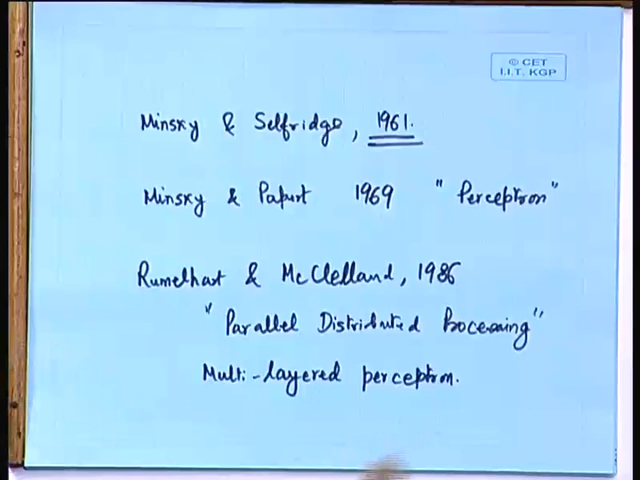 © CET
I.I.T. KGP
Minsky & Selfridge, 1961.
Minsky & Papert 1969 "Perceptron"
Rumelhart & McClelland, 1986
"Parallel Distributed Processing"
Multi-layered perceptron.